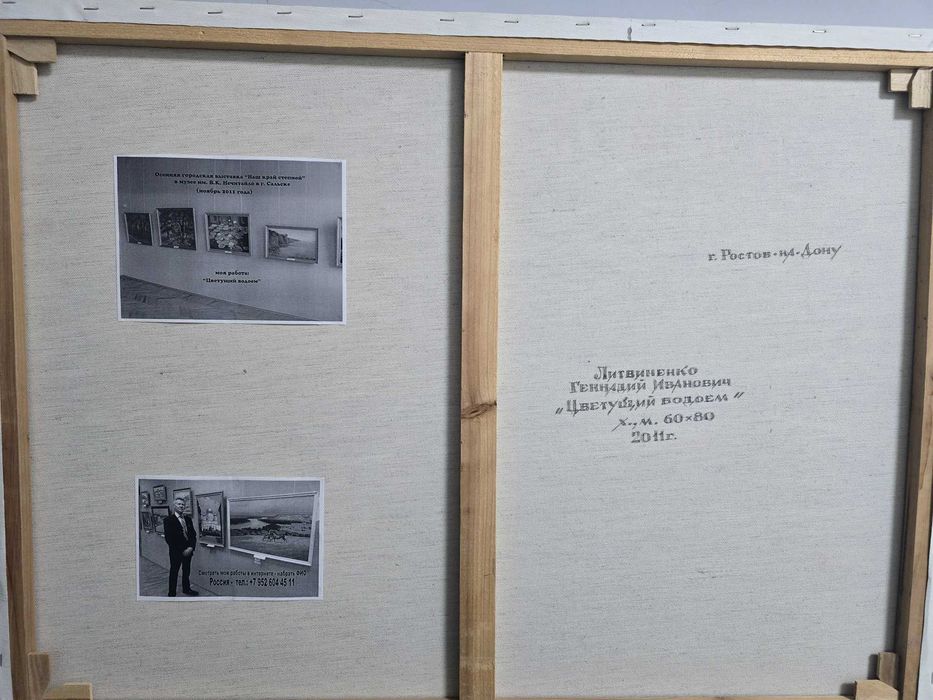 Осенняя городская выставка "Наш край степной"
в музее им. В.К. Нечитайло в г. Сальске
(ноябрь 2011 года)
моя работа:
"Цветущий водоем"
Смотреть мои работы в интернете - набрать ФИО
Россия - тел.: +7 952 604 45 11
г. Ростов-на-Дону
Литвиненко
Геннадий Иванович
„Цветущий водоем"
х., м. 60×80
2011г.